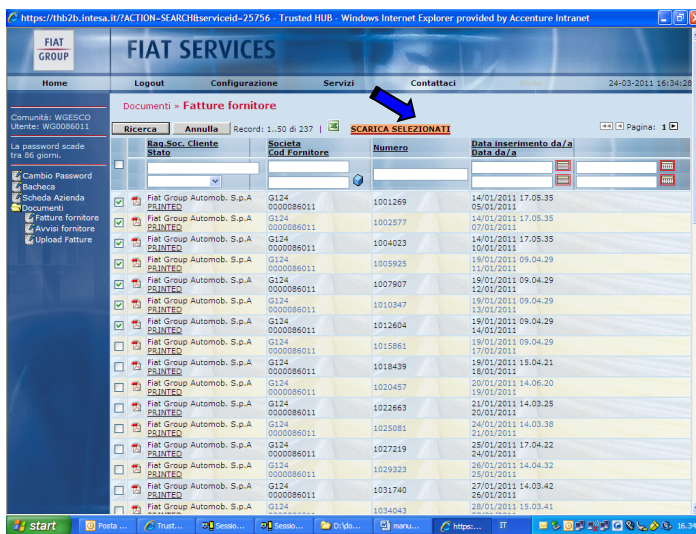 https://thb2b.intesa.it/?ACTION=SEARCH&serviceid=25756 - Trusted HUB - Windows Internet Explorer provided by Accenture Intranet
FIAT
GROUP
FIAT SERVICES
Home Logout Configurazione Servizi Contattaci 24-03-2011 16:34:28
Comunità: WGESCO
Utente: WG0086011
La password scade
tra 86 giorni.
Cambio Password
Bacheca
Scheda Azienda
Documenti
Fatture fornitore
Avvisi fornitore
Upload Fatture
Documenti » Fatture fornitore
Ricerca Annulla Record: 1..50 di 237 | SCARICA SELEZIONATI Pagina: 1
Rag.Soc. Cliente Societa Numero Data inserimento da/a
Stato Cod Fornitore Data da/a
Fiat Group Automob. S.p.A G124 1001269 14/01/2011 17.05.35
PRINTED 0000086011 05/01/2011
Fiat Group Automob. S.p.A G124 1002577 14/01/2011 17.05.35
PRINTED 0000086011 07/01/2011
Fiat Group Automob. S.p.A G124 1004023 14/01/2011 17.05.35
PRINTED 0000086011 10/01/2011
Fiat Group Automob. S.p.A G124 1005925 19/01/2011 09.04.29
PRINTED 0000086011 11/01/2011
Fiat Group Automob. S.p.A G124 1007907 19/01/2011 09.04.29
PRINTED 0000086011 12/01/2011
Fiat Group Automob. S.p.A G124 1010347 19/01/2011 09.04.29
PRINTED 0000086011 13/01/2011
Fiat Group Automob. S.p.A G124 1012604 19/01/2011 09.04.29
PRINTED 0000086011 14/01/2011
Fiat Group Automob. S.p.A G124 1015861 19/01/2011 09.04.29
PRINTED 0000086011 17/01/2011
Fiat Group Automob. S.p.A G124 1018439 19/01/2011 15.04.21
PRINTED 0000086011 18/01/2011
Fiat Group Automob. S.p.A G124 1020457 20/01/2011 14.06.20
PRINTED 0000086011 19/01/2011
Fiat Group Automob. S.p.A G124 1022663 21/01/2011 14.03.25
PRINTED 0000086011 20/01/2011
Fiat Group Automob. S.p.A G124 1025081 24/01/2011 14.03.38
PRINTED 0000086011 21/01/2011
Fiat Group Automob. S.p.A G124 1027219 25/01/2011 17.04.22
PRINTED 0000086011 24/01/2011
Fiat Group Automob. S.p.A G124 1029323 26/01/2011 14.04.32
PRINTED 0000086011 25/01/2011
Fiat Group Automob. S.p.A G124 1031740 27/01/2011 14.03.42
PRINTED 0000086011 26/01/2011
Fiat Group Automob. S.p.A G124 1034043 28/01/2011 15.03.41
start Posta ... Trust... Sessio... Sessio... D:\do... manu... https:... IT 16.34